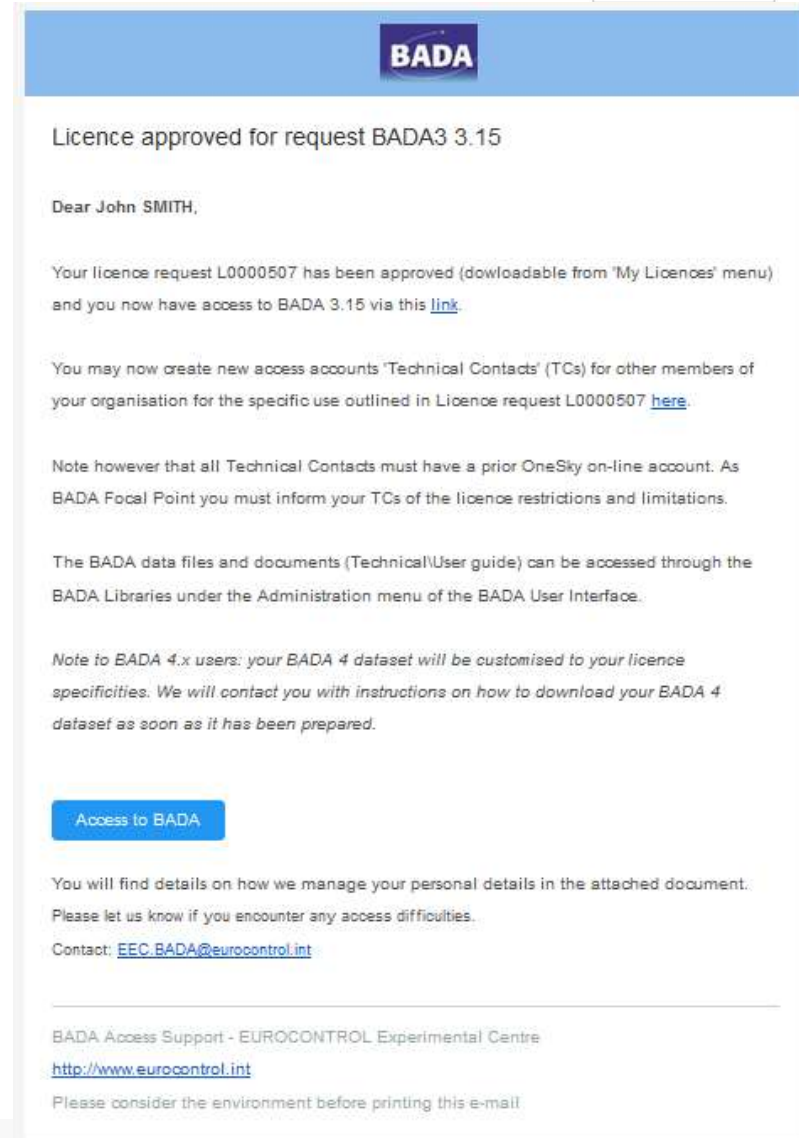 BADA
Licence approved for request BADA3 3.15
Dear John SMITH,
Your licence request L0000507 has been approved (dowloadable from 'My Licences' menu)
and you now have access to BADA 3.15 via this link.
You may now create new access accounts 'Technical Contacts' (TCs) for other members of
your organisation for the specific use outlined in Licence request L0000507 here.
Note however that all Technical Contacts must have a prior OneSky on-line account. As
BADA Focal Point you must inform your TCs of the licence restrictions and limitations.
The BADA data files and documents (Technical\User guide) can be accessed through the
BADA Libraries under the Administration menu of the BADA User Interface.
Note to BADA 4.x users: your BADA 4 dataset will be customised to your licence
specificities. We will contact you with instructions on how to download your BADA 4
dataset as soon as it has been prepared.
Access to BADA
You will find details on how we manage your personal details in the attached document.
Please let us know if you encounter any access difficulties.
Contact: EEC.BADA@eurocontrol.int
BADA Access Support - EUROCONTROL Experimental Centre
http://www.eurocontrol.int
Please consider the environment before printing this e-mail